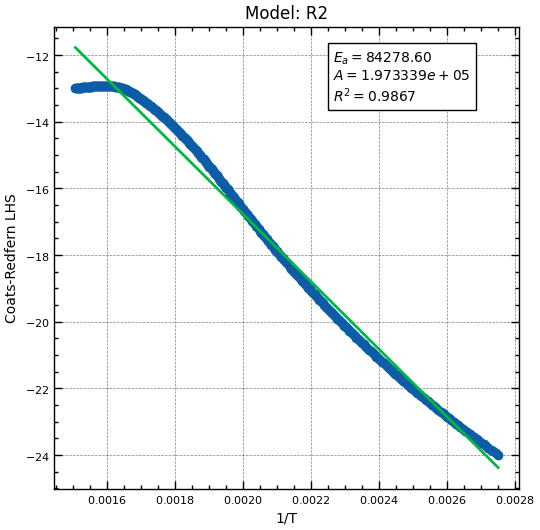 Model: R2
E_a = 84278.60
A = 1.973339e + 05
R² = 0.9867
Coats-Redfern LHS
−12
−14
−16
−18
−20
−22
−24
0.0016 0.0018 0.0020 0.0022 0.0024 0.0026 0.0028
1/T